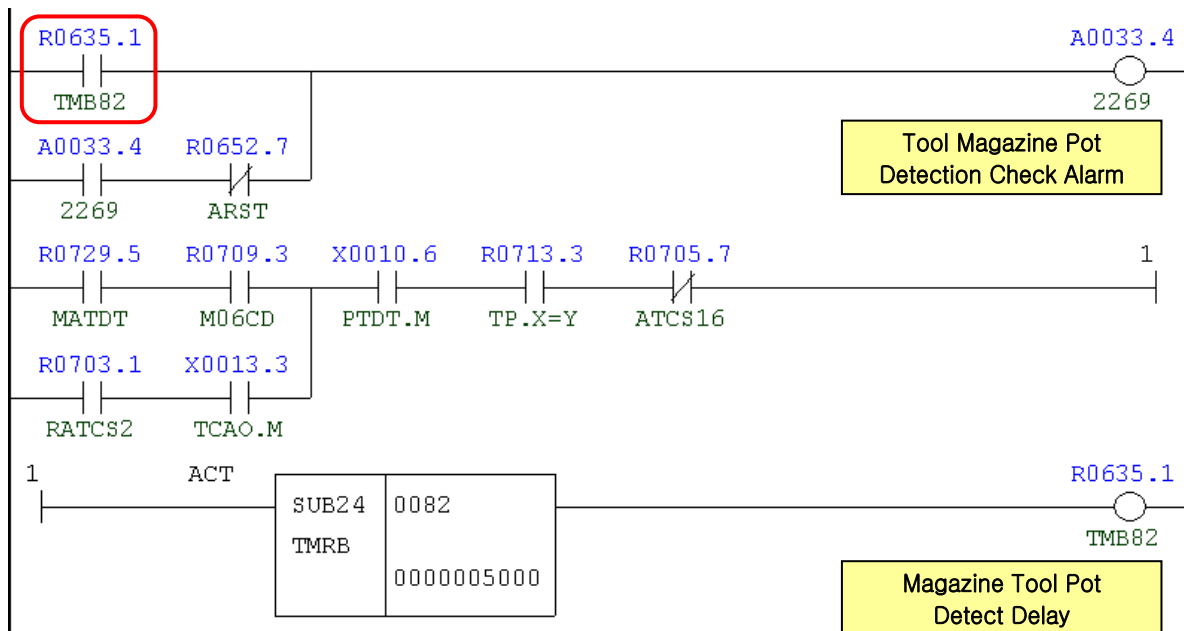 R0635.1 A0033.4
TMB82 2269
A0033.4 R0652.7
2269 ARST
Tool Magazine Pot
Detection Check Alarm
R0729.5 R0709.3 X0010.6 R0713.3 R0705.7 1
MATDT M06CD PTDT.M TP.X=Y ATCS16
R0703.1 X0013.3
RATCS2 TCAO.M
1 ACT R0635.1
SUB24 0082
TMRB TMB82
0000005000
Magazine Tool Pot
Detect Delay